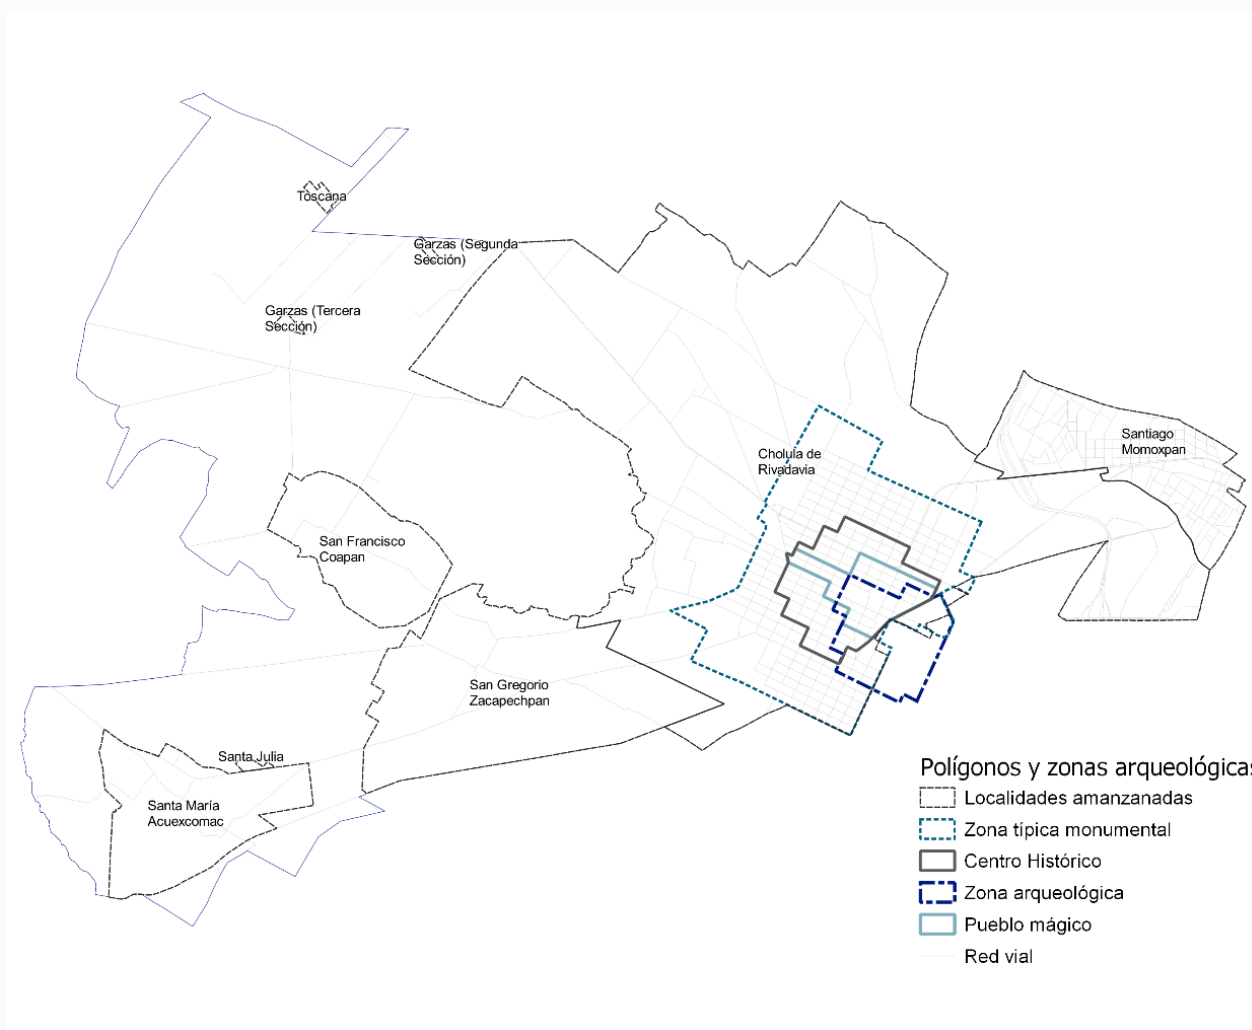 Toscana
Garzas (Segunda
Sección)
Garzas (Tercera
Sección)
Santiago
Momoxpan
Cholula de
Rivadavia
San Francisco
Coapan
San Gregorio
Zacapechpan
Santa Julia
Santa María
Acuexcomac
Polígonos y zonas arqueológicas
Localidades amanzanadas
Zona típica monumental
Centro Histórico
Zona arqueológica
Pueblo mágico
Red vial